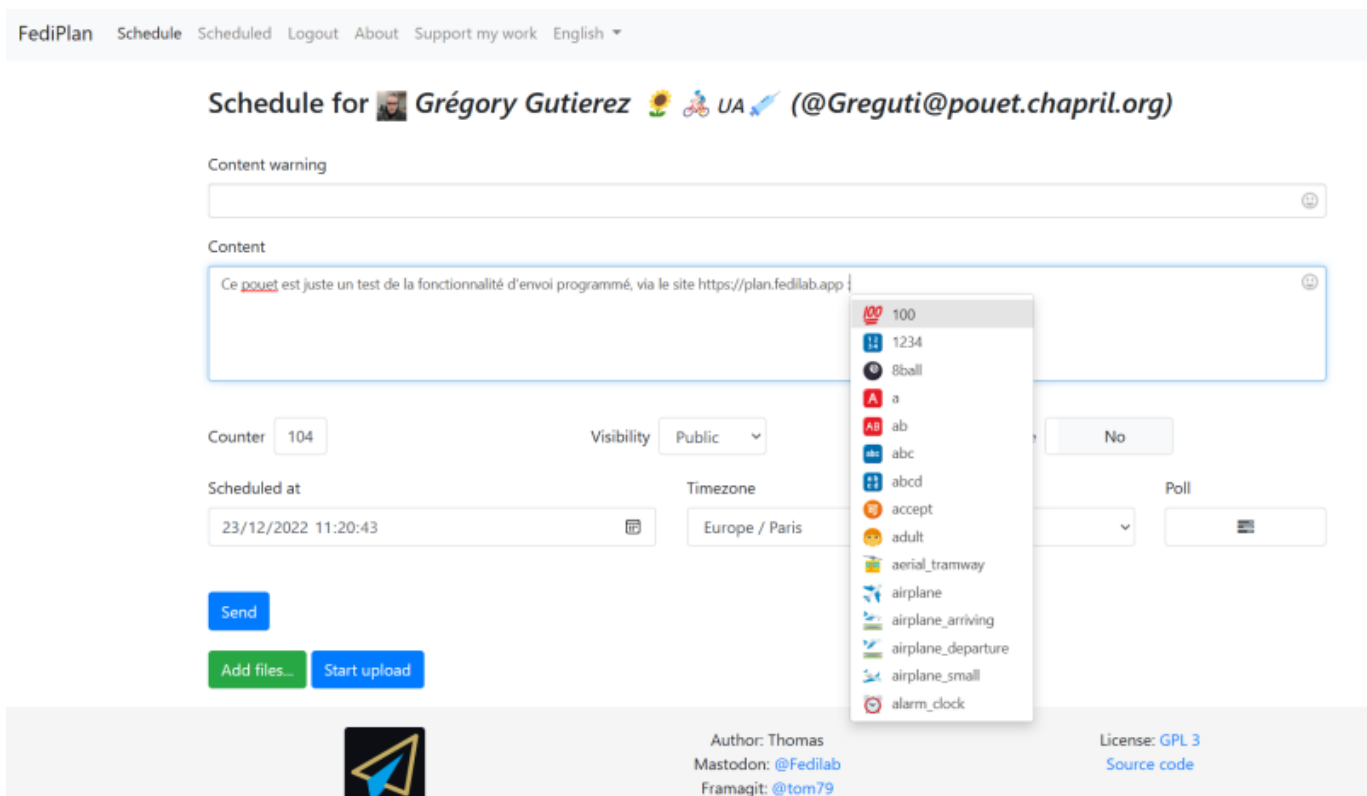 FediPlan Schedule Scheduled Logout About Support my work English
Schedule for Grégory Gutierez 🌻 🚴 UA 💉 (@Greguti@pouet.chapril.org)
Content warning
Content
Ce pouet est juste un test de la fonctionnalité d'envoi programmé, via le site https://plan.fedilab.app :
100
1234
8ball
a
ab
abc
abcd
accept
adult
aerial_tramway
airplane
airplane_arriving
airplane_departure
airplane_small
alarm_clock
Counter 104 Visibility Public No
Scheduled at Timezone Poll
23/12/2022 11:20:43 Europe / Paris
Send
Add files... Start upload
Author: Thomas License: GPL 3
Mastodon: @Fedilab Source code
Framagit: @tom79